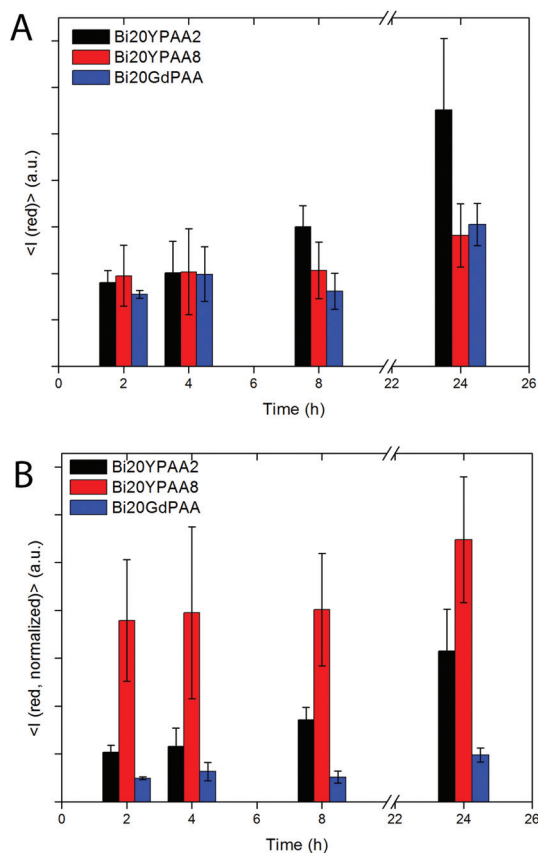 A
Bi20YPAA2
Bi20YPAA8
Bi20GdPAA
<I (red)> (a.u.)
0 2 4 6 8 22 24 26
Time (h)
B
Bi20YPAA2
Bi20YPAA8
Bi20GdPAA
<I (red, normalized)> (a.u.)
0 2 4 6 8 22 24 26
Time (h)